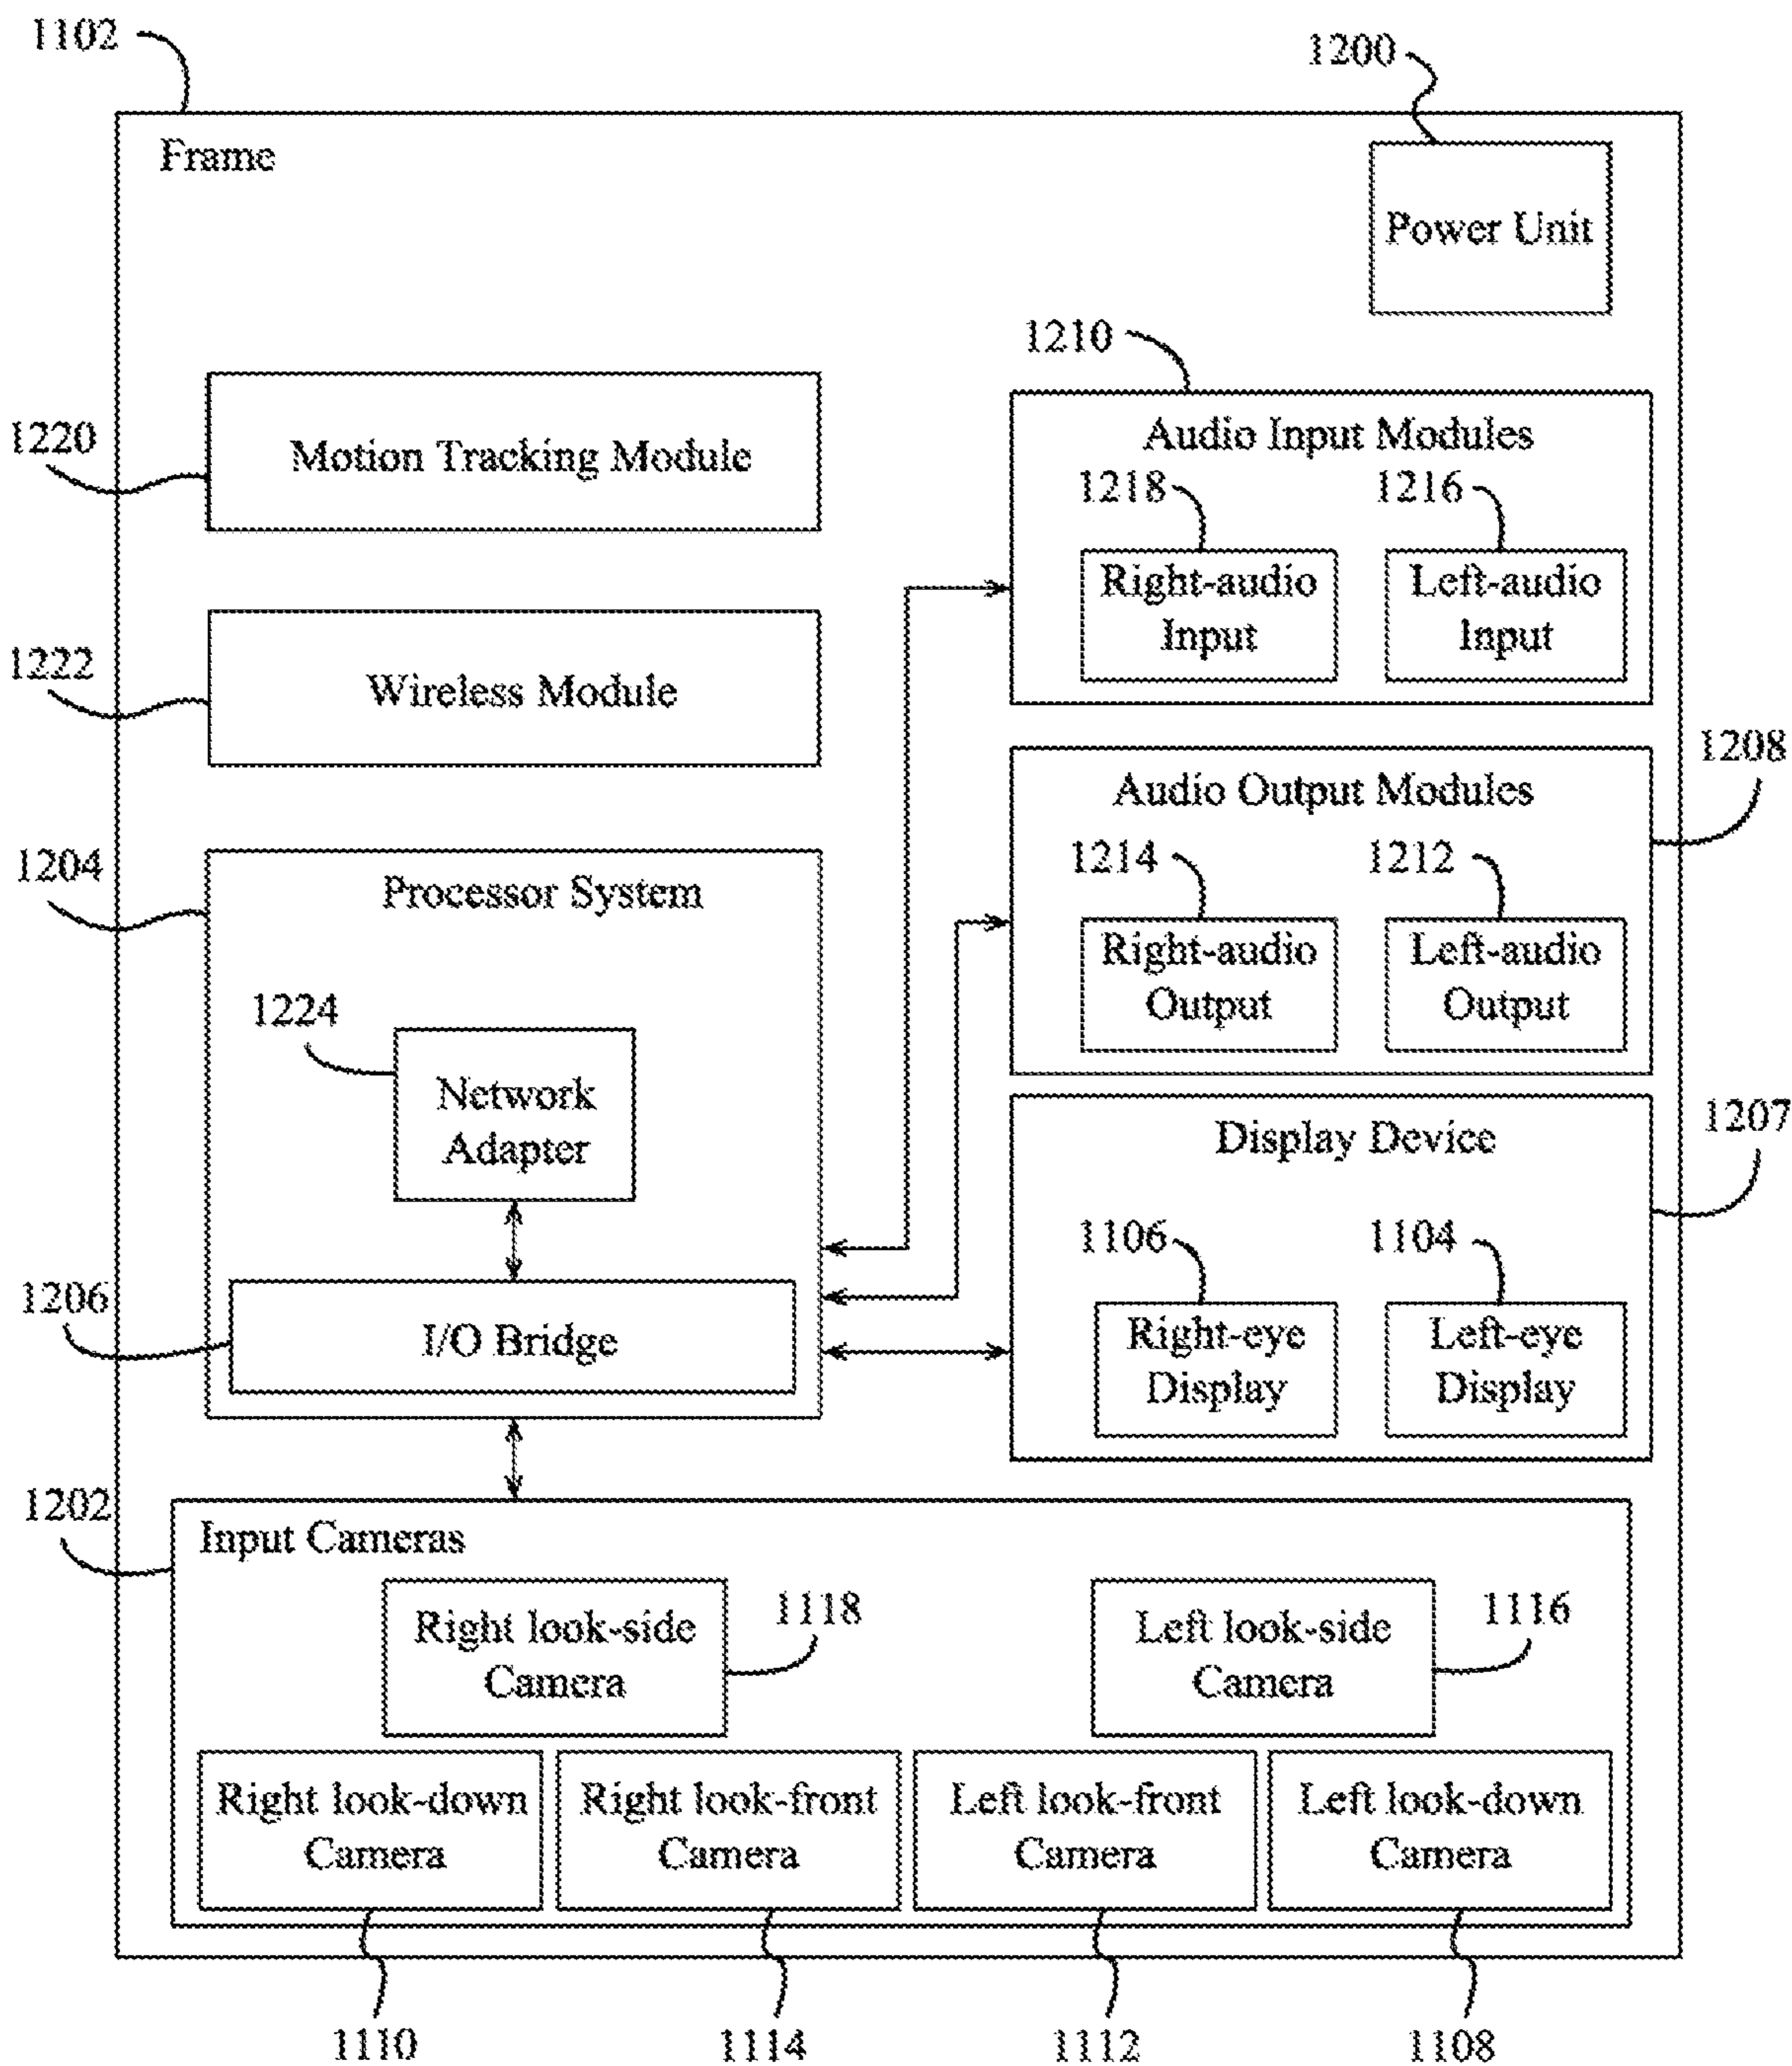 1102
1200
Frame
Power Unit
1210
1220
Motion Tracking Module
Audio Input Modules
1218
1216
Right-audio
Input
Left-audio
Input
1222
Wireless Module
1208
Audio Output Modules
1214
1212
Right-audio
Output
Left-audio
Output
1204
Processor System
1224
Network
Adapter
1207
Display Device
1106
1104
Right-eye
Display
Left-eye
Display
1206
I/O Bridge
1202
Input Cameras
Right look-side
Camera
1118
Left look-side
Camera
1116
Right look-down
Camera
Right look-front
Camera
Left look-front
Camera
Left look-down
Camera
1110
1114
1112
1108